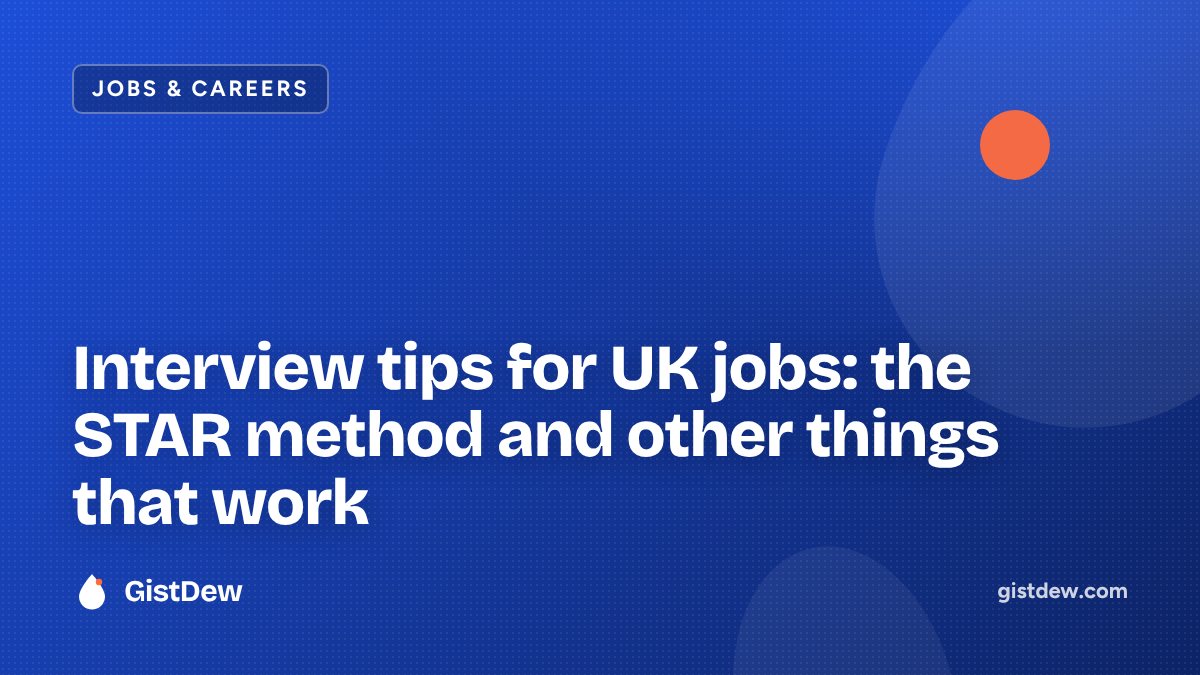 JOBS & CAREERS
Interview tips for UK jobs: the
STAR method and other things
that work
GistDew
gistdew.com